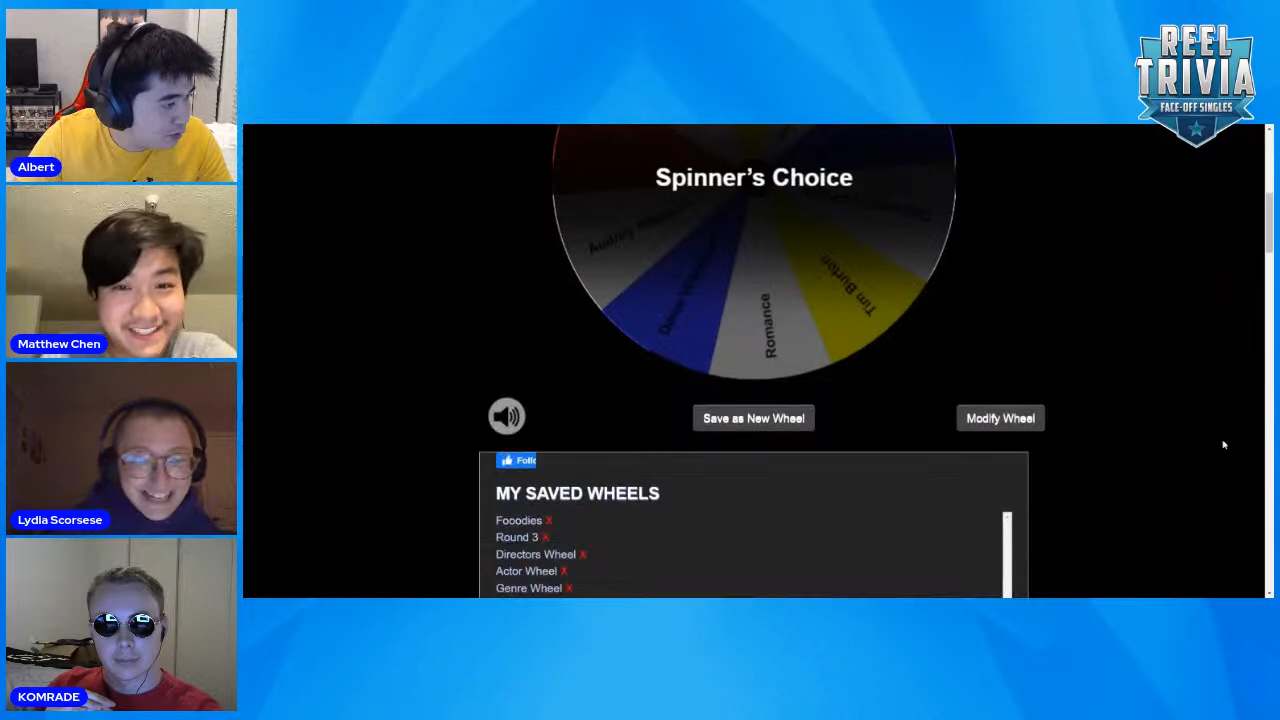 Albert
Matthew Chen
Lydia Scorsese
KOMRADE
REEL
TRIVIA
FACE-OFF SINGLES
Spinner's Choice
Tim Burton
Romance
Save as New Wheel
Modify Wheel
MY SAVED WHEELS
Fooodies X
Round 3 X
Directors Wheel X
Actor Wheel X
Genre Wheel X